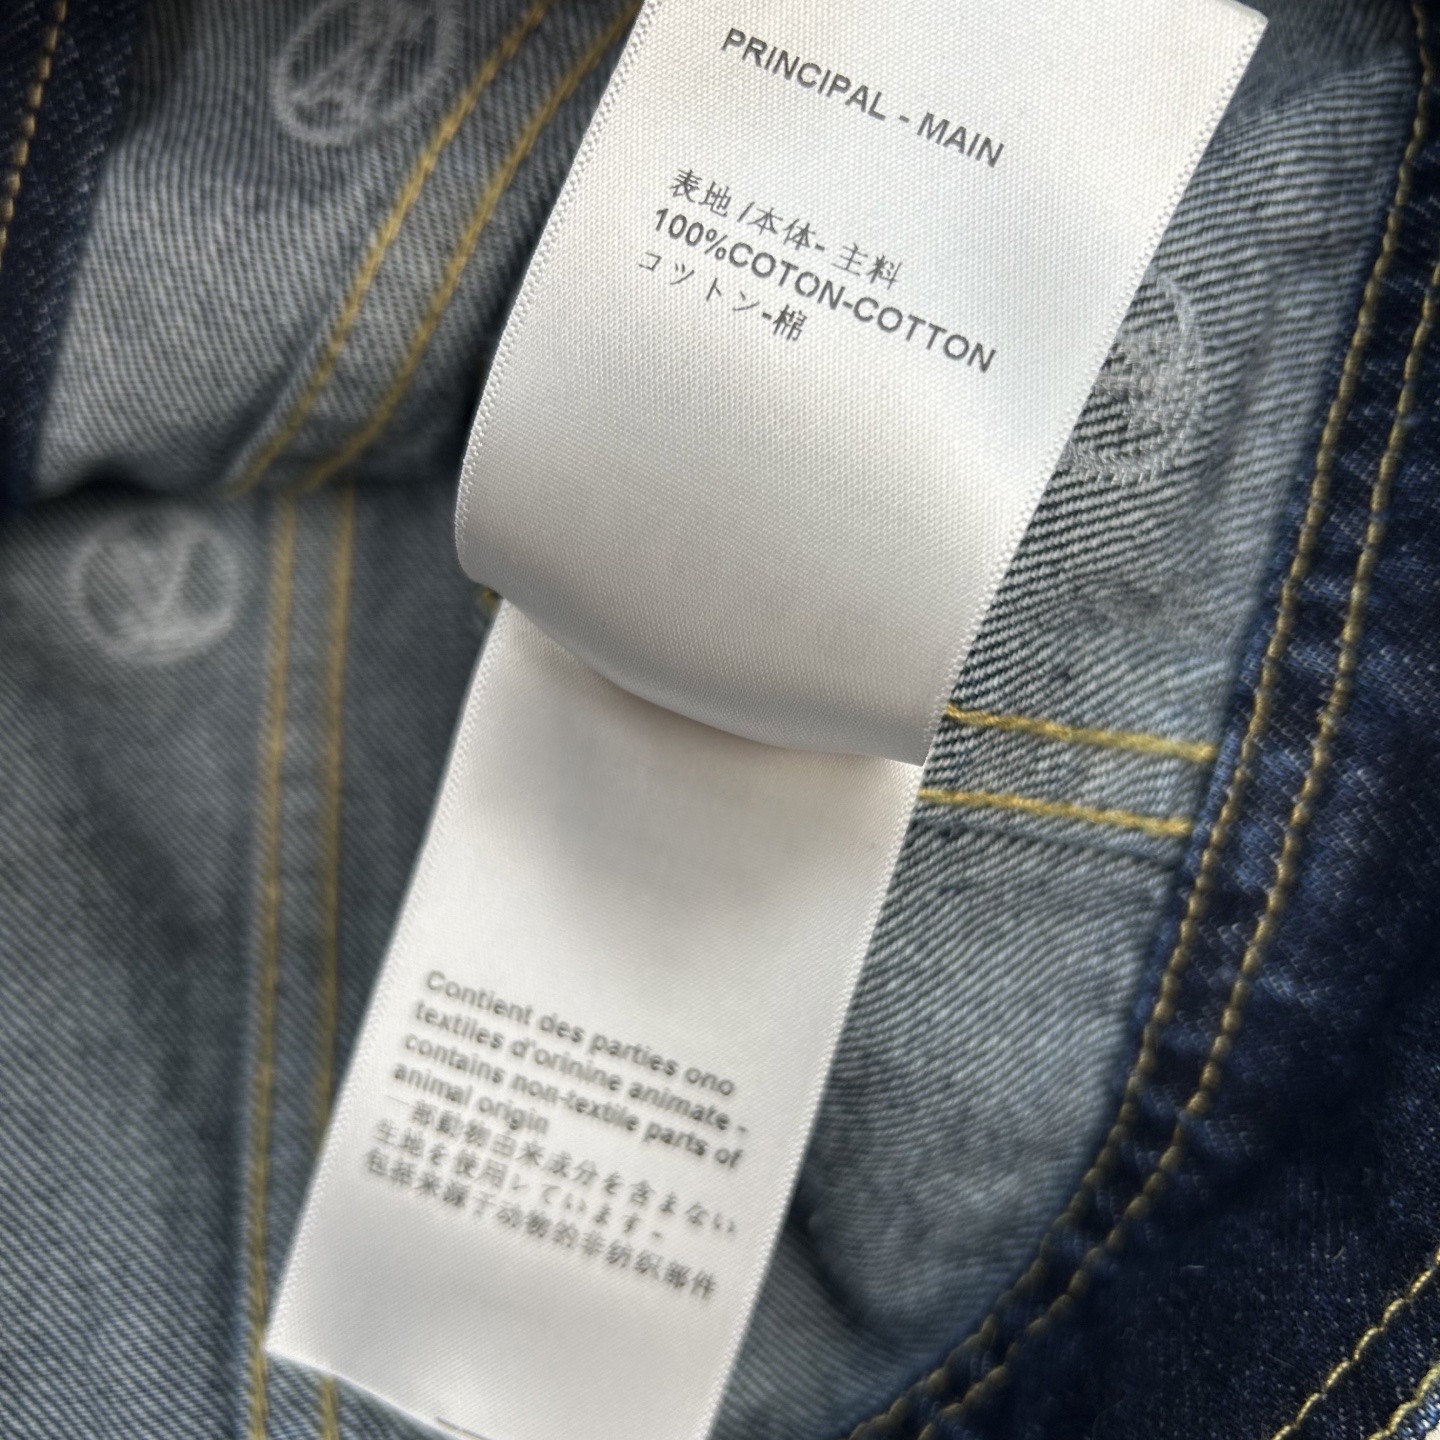 PRINCIPAL - MAIN
表地 /本体- 主料
100%COTON-COTTON
コットン-棉
Contient des parties ono
textiles d'orinine animate -
contains non-textile parts of
animal origin
一部動物由来成分を含まない
生地を使用レています-
包括来源于动物的非纺织部件